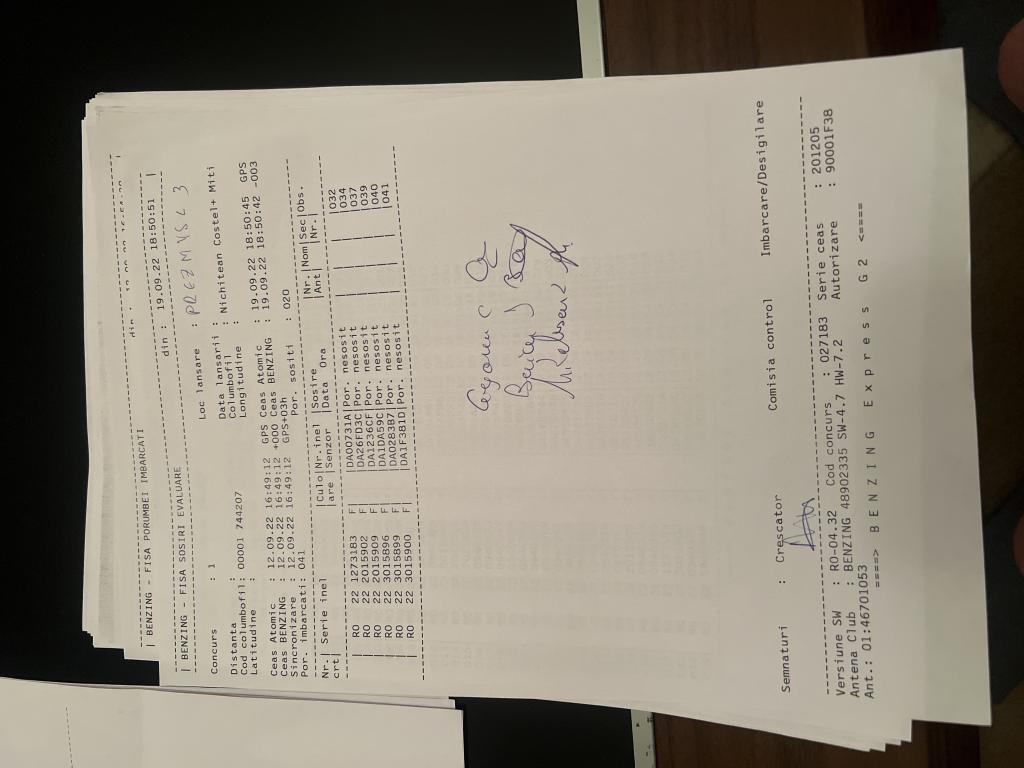 | BENZING - FISA PORUMBEI IMBARCATI din :
| BENZING - FISA SOSIRI EVALUARE din : 19.09.22 18:50:51 |
Loc lansare : PREZMYSL 3
Concurs : 1
Data lansarii :
Distanta : Columbofil : Nichitean Costel+ Miti
Cod columbofil: 00001 744207 Longitudine :
Latitudine :
Ceas Atomic : 12.09.22 16:49:12 GPS Ceas Atomic : 19.09.22 18:50:45 GPS
Ceas BENZING : 12.09.22 16:49:12 +000 Ceas BENZING : 19.09.22 18:50:42 -003
Sincronizare : 12.09.22 16:49:12 GPS+03h
Por. imbarcati: 041 Por. sositi : 020
Nr.| Serie inel |Culo|Nr.inel |Sosire |Nr.|Nom|Sec|Obs.
crt| |are |Senzor |Data Ora |Ant| |Nr.|
| RO 22 1273183 F| |DA00731A|Por. nesosit | | | |032
| RO 22 2015902 F| |DA26FD3C|Por. nesosit | | | |034
| RO 22 2015909 F| |DA1236CF|Por. nesosit | | | |037
| RO 22 3015896 F| |DA1DA59C|Por. nesosit | | | |039
| RO 22 3015899 F| |DA0283B7|Por. nesosit | | | |040
| RO 22 3015900 F| |DA1F381D|Por. nesosit | | | |041
Semnaturi : Crescator Comisia control Imbarcare/Desigilare
Versiune SW : RO-04.32 Cod concurs : 027183 Serie ceas : 201205
Antena Club : BENZING 48902335 SW-4.7 HW-7.2 Autorizare : 90001F38
Ant.: 01:46701053
====> B E N Z I N G E x p r e s s G 2 <====